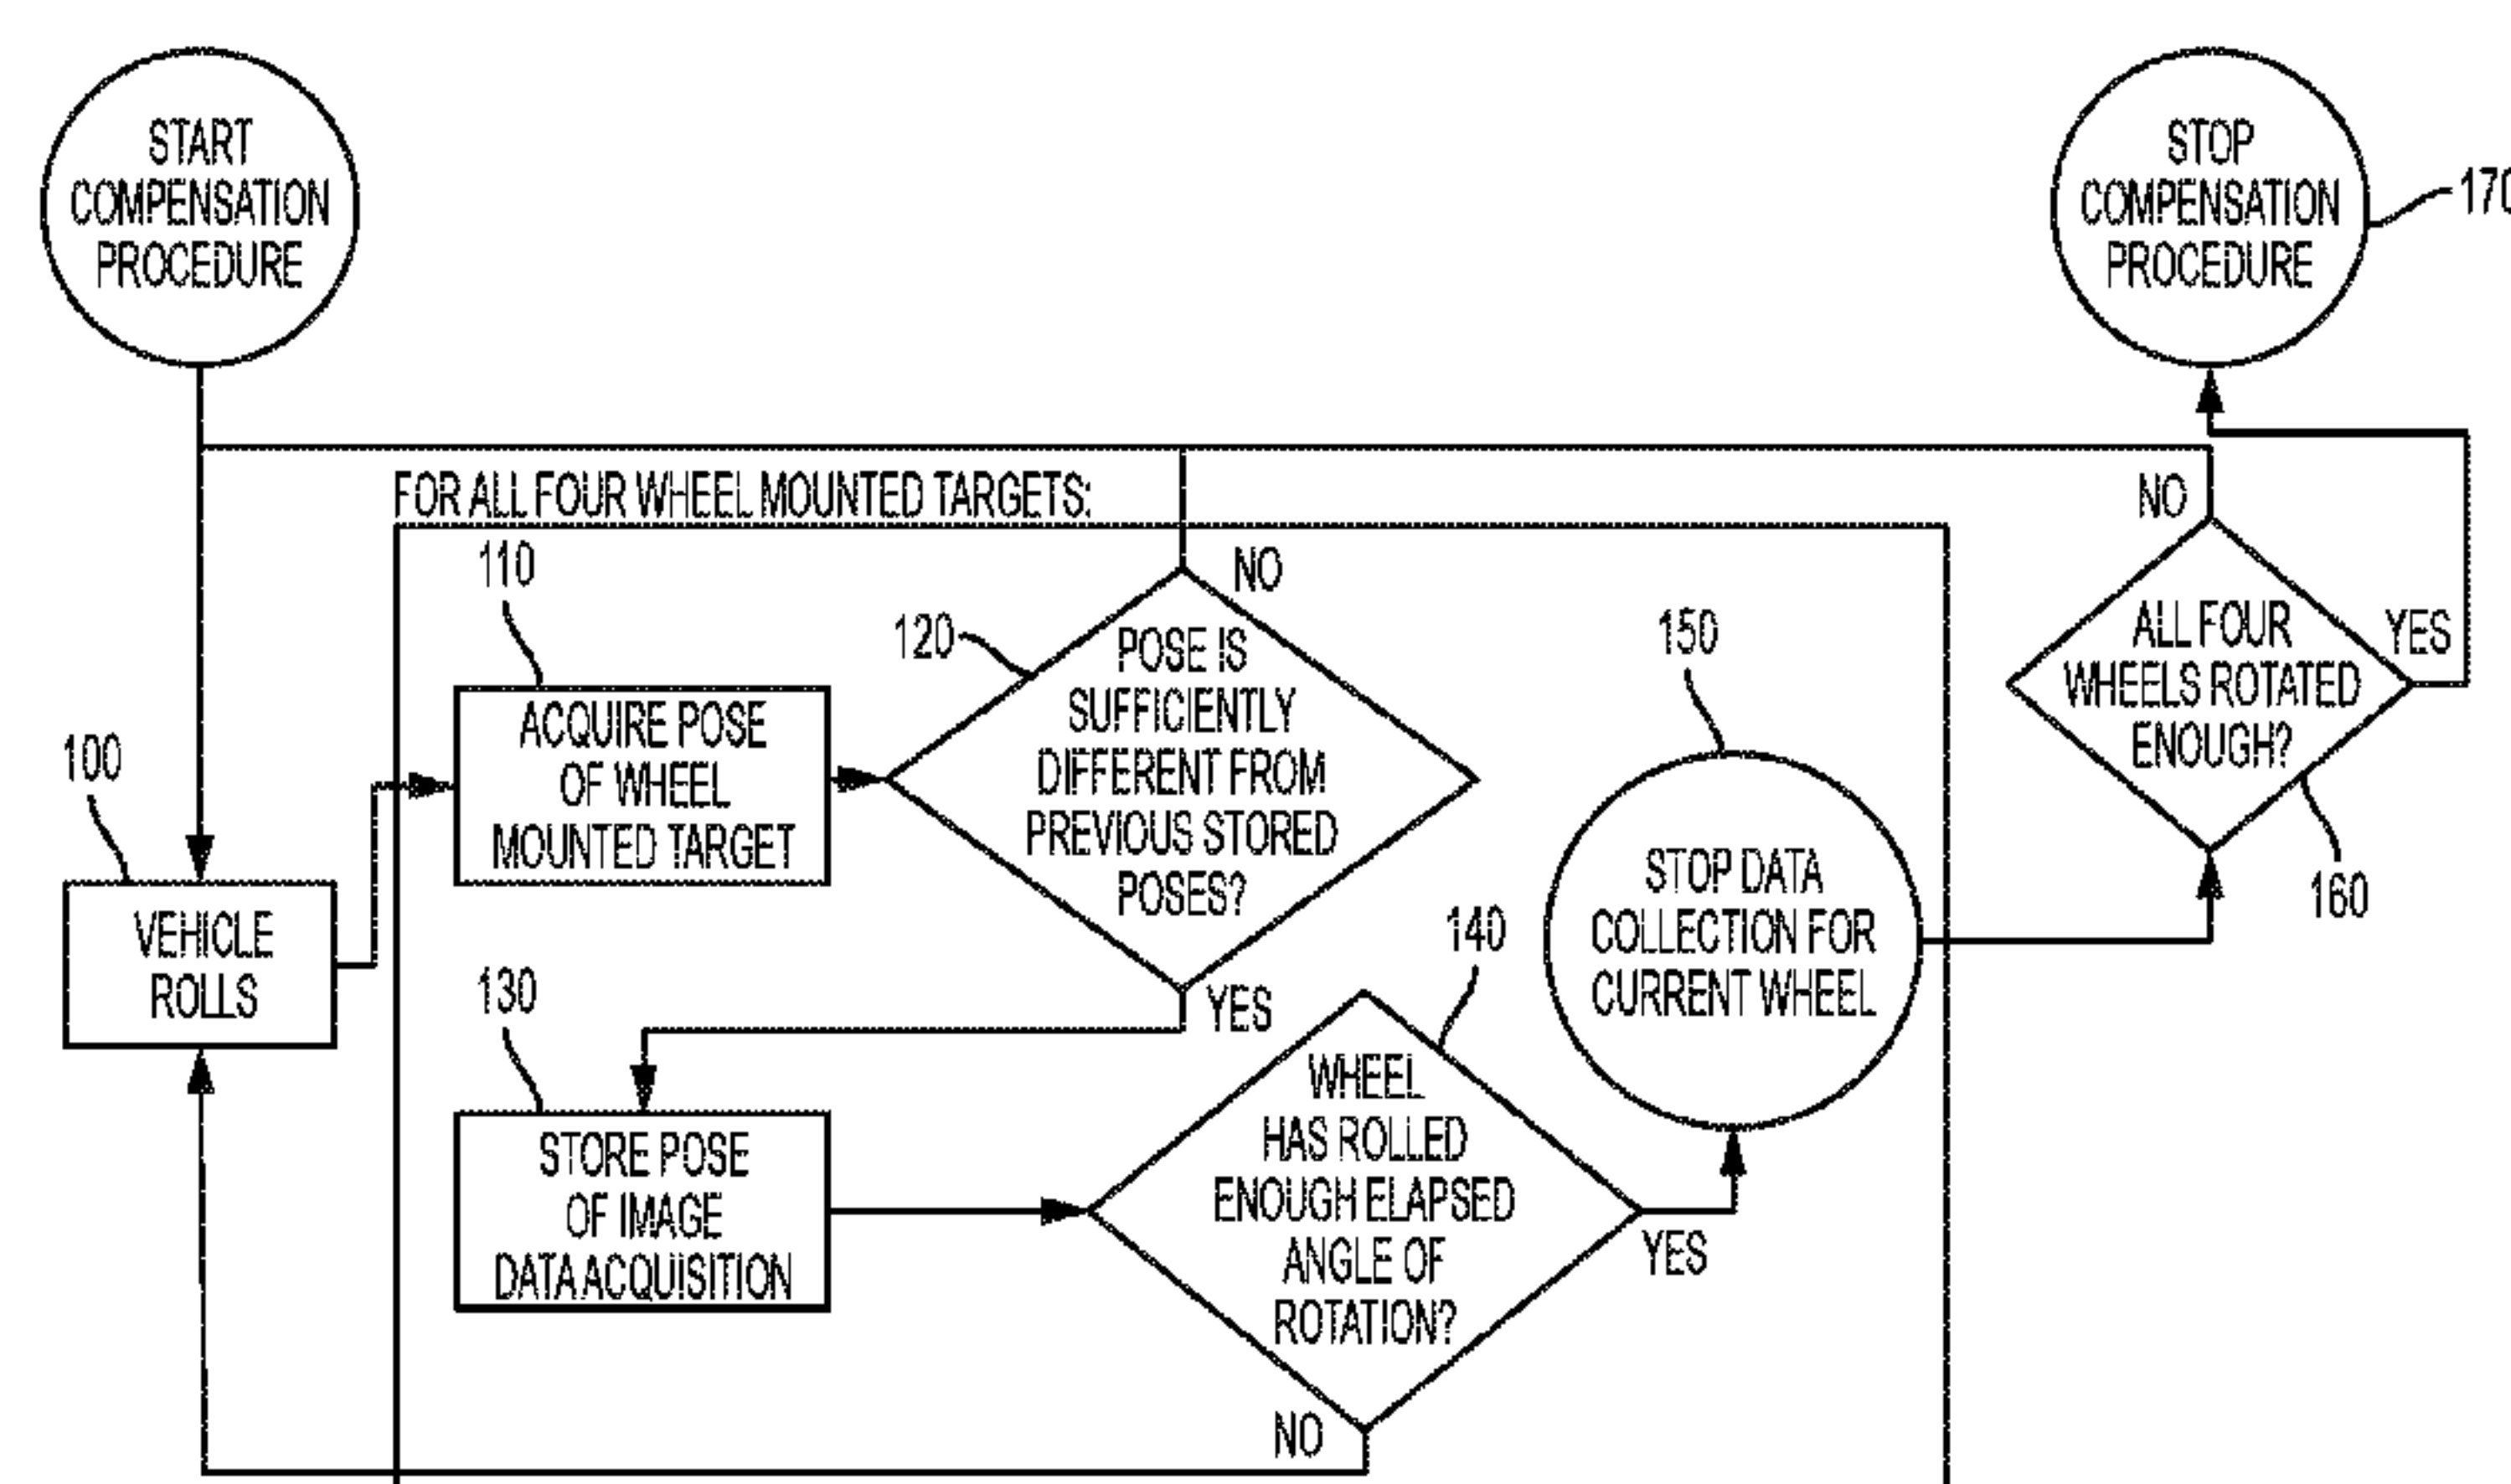 START
COMPENSATION
PROCEDURE
STOP
COMPENSATION
PROCEDURE
170
FOR ALL FOUR WHEEL MOUNTED TARGETS:
NO
110
NO
120
POSE IS
SUFFICIENTLY
DIFFERENT FROM
PREVIOUS STORED
POSES?
150
ALL FOUR
WHEELS ROTATED
ENOUGH?
YES
160
100
ACQUIRE POSE
OF WHEEL
MOUNTED TARGET
VEHICLE
ROLLS
STOP DATA
COLLECTION FOR
CURRENT WHEEL
140
130
YES
WHEEL
HAS ROLLED
ENOUGH ELAPSED
ANGLE OF
ROTATION?
STORE POSE
OF IMAGE
DATA ACQUISITION
YES
NO